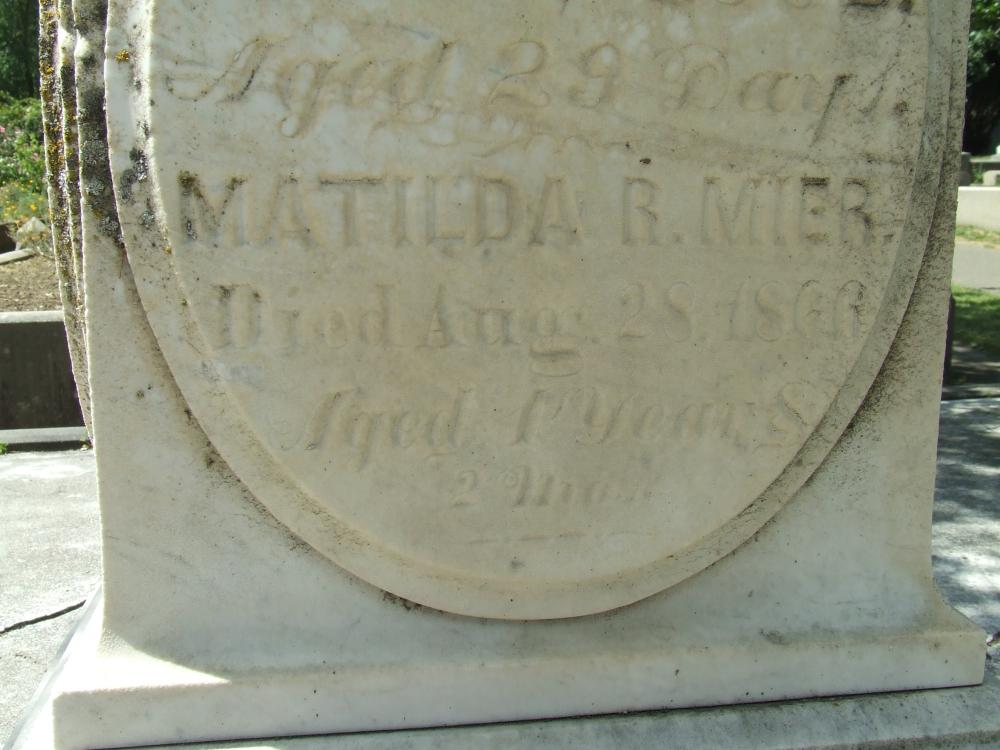 Aged 29 Days.
MATILDA R. MIER.
Died Aug. 28, 1866
Aged 1 Year, &
2 Mos.